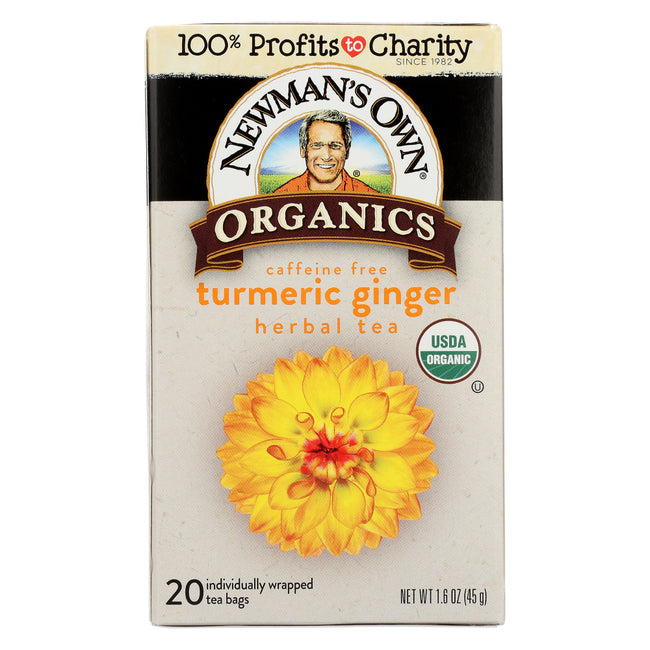 100% Profits to Charity
SINCE 1982
NEWMAN'S OWN®
®
ORGANICS
caffeine free
turmeric ginger
herbal tea
USDA
ORGANIC
U
20 individually wrapped
tea bags
NET WT 1.6 OZ (45g)